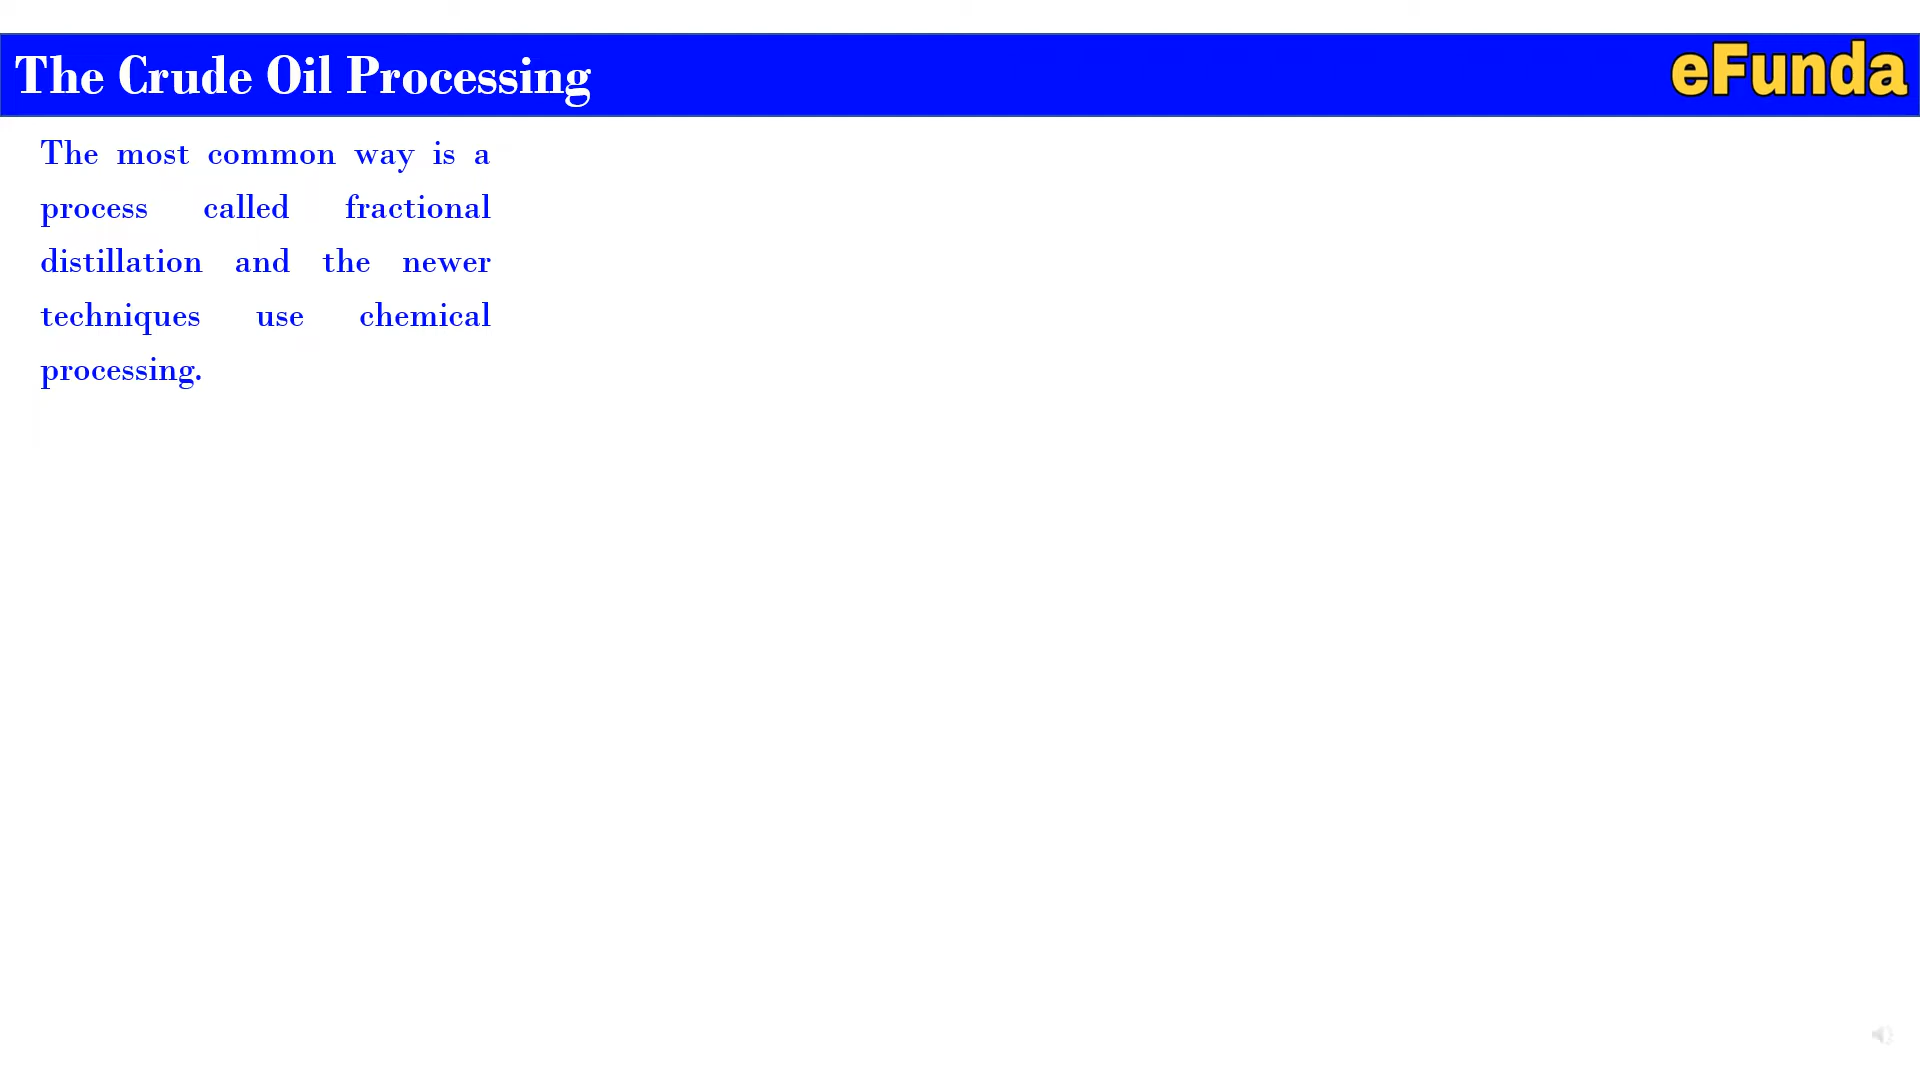 The Crude Oil Processing
eFunda
The most common way is a
process called fractional
distillation and the newer
techniques use chemical
processing.